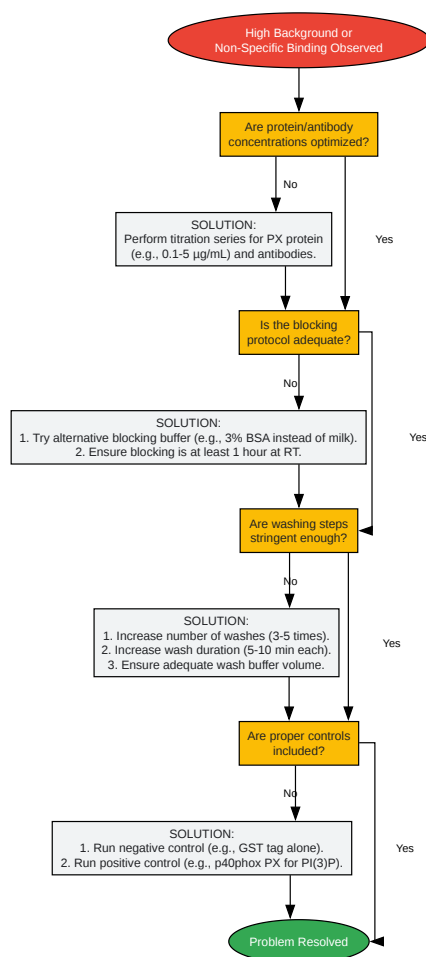 High Background or
Non-Specific Binding Observed
Are protein/antibody
concentrations optimized?
No
SOLUTION:
Perform titration series for PX protein
(e.g., 0.1-5 µg/mL) and antibodies.
Yes
Is the blocking
protocol adequate?
No
SOLUTION:
1. Try alternative blocking buffer (e.g., 3% BSA instead of milk).
2. Ensure blocking is at least 1 hour at RT.
Yes
Are washing steps
stringent enough?
No
SOLUTION:
1. Increase number of washes (3-5 times).
2. Increase wash duration (5-10 min each).
3. Ensure adequate wash buffer volume.
Yes
Are proper controls
included?
No
SOLUTION:
1. Run negative control (e.g., GST tag alone).
2. Run positive control (e.g., p40phox PX for PI(3)P).
Yes
Problem Resolved